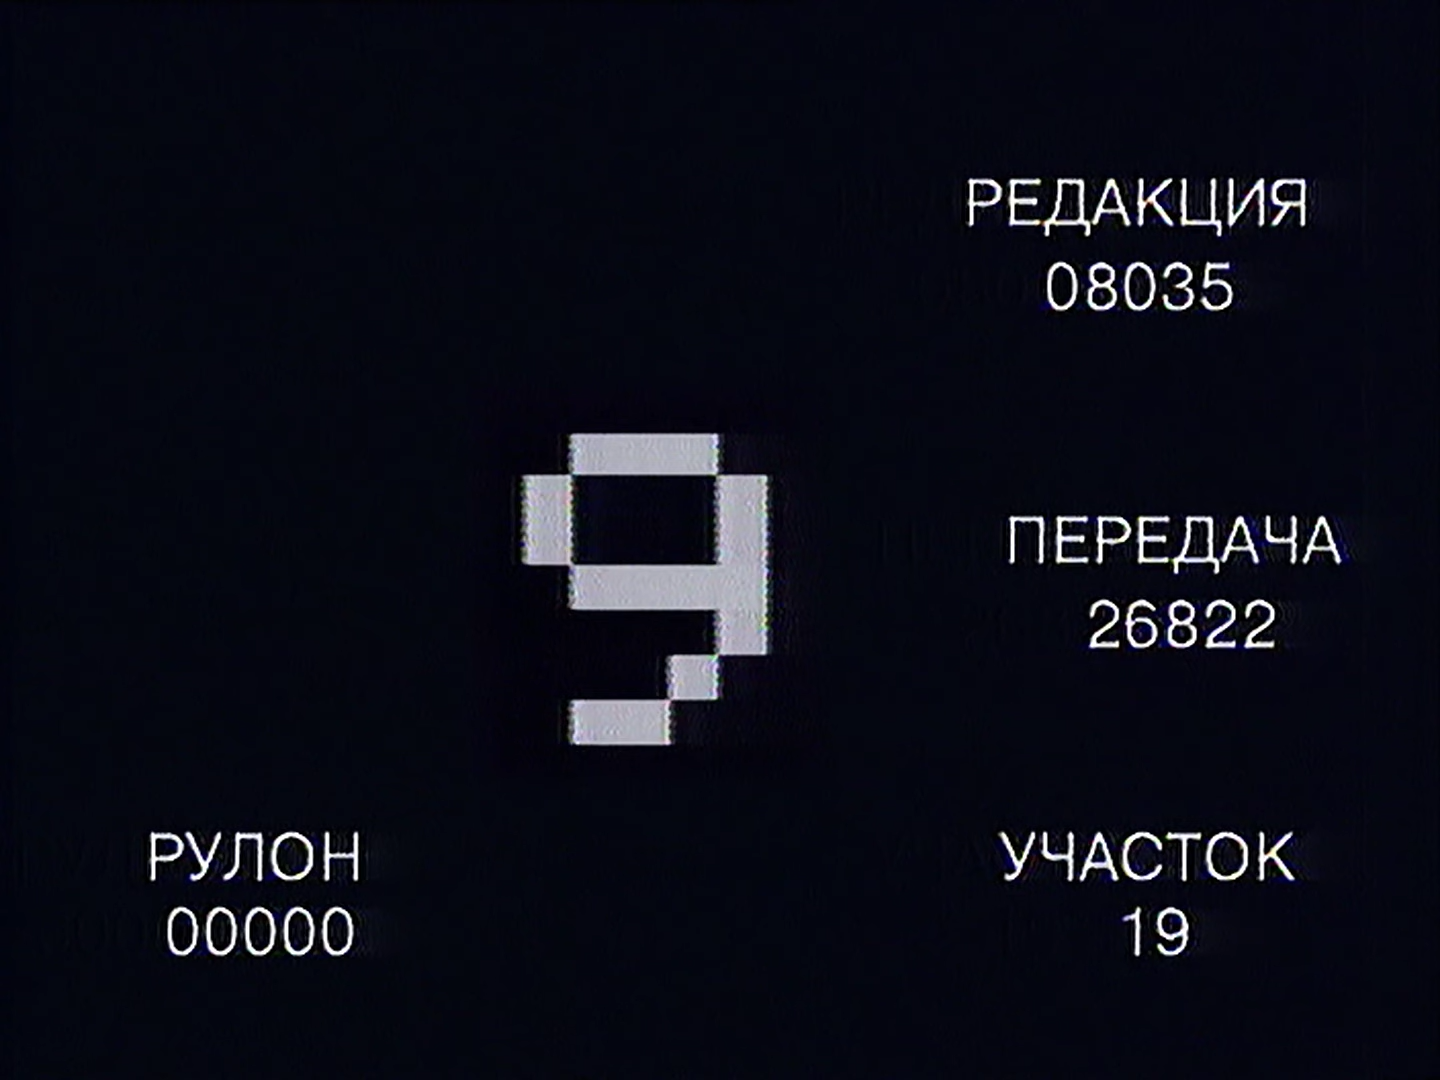 РЕДАКЦИЯ
08035
9
ПЕРЕДАЧА
26822
РУЛОН
00000
УЧАСТОК
19